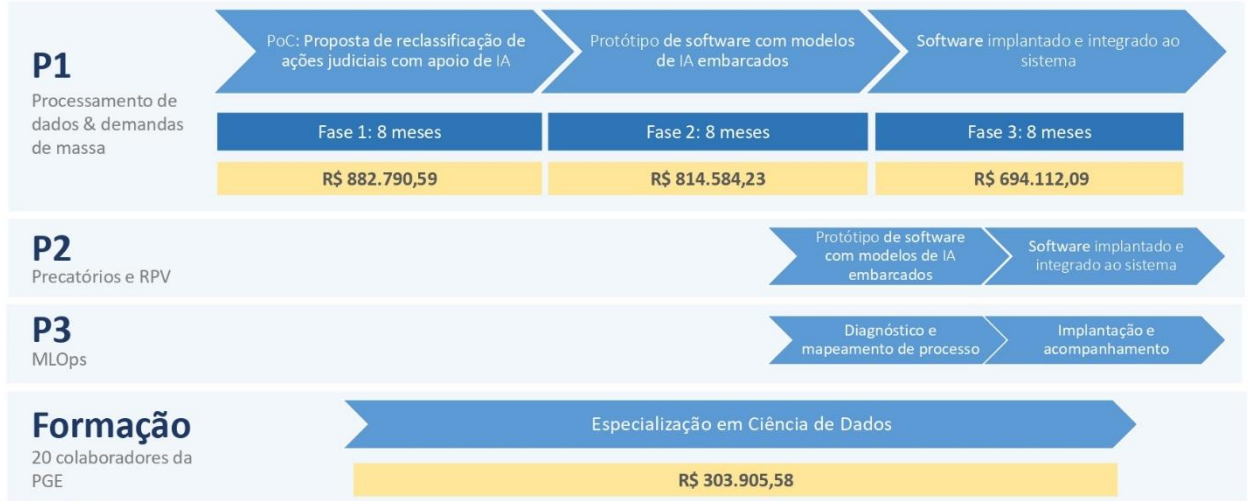 P1
Processamento de
dados & demandas
de massa
PoC: Proposta de reclassificação de
ações judiciais com apoio de IA
Protótipo de software com modelos
de IA embarcados
Software implantado e integrado ao
sistema
Fase 1: 8 meses
Fase 2: 8 meses
Fase 3: 8 meses
R$ 882.790,59
R$ 814.584,23
R$ 694.112,09
P2
Precatórios e RPV
Protótipo de software
com modelos de IA
embarcados
Software implantado e
integrado ao sistema
P3
MLOps
Diagnóstico e
mapeamento de processo
Implantação e
acompanhamento
Formação
20 colaboradores da
PGE
Especialização em Ciência de Dados
R$ 303.905,58